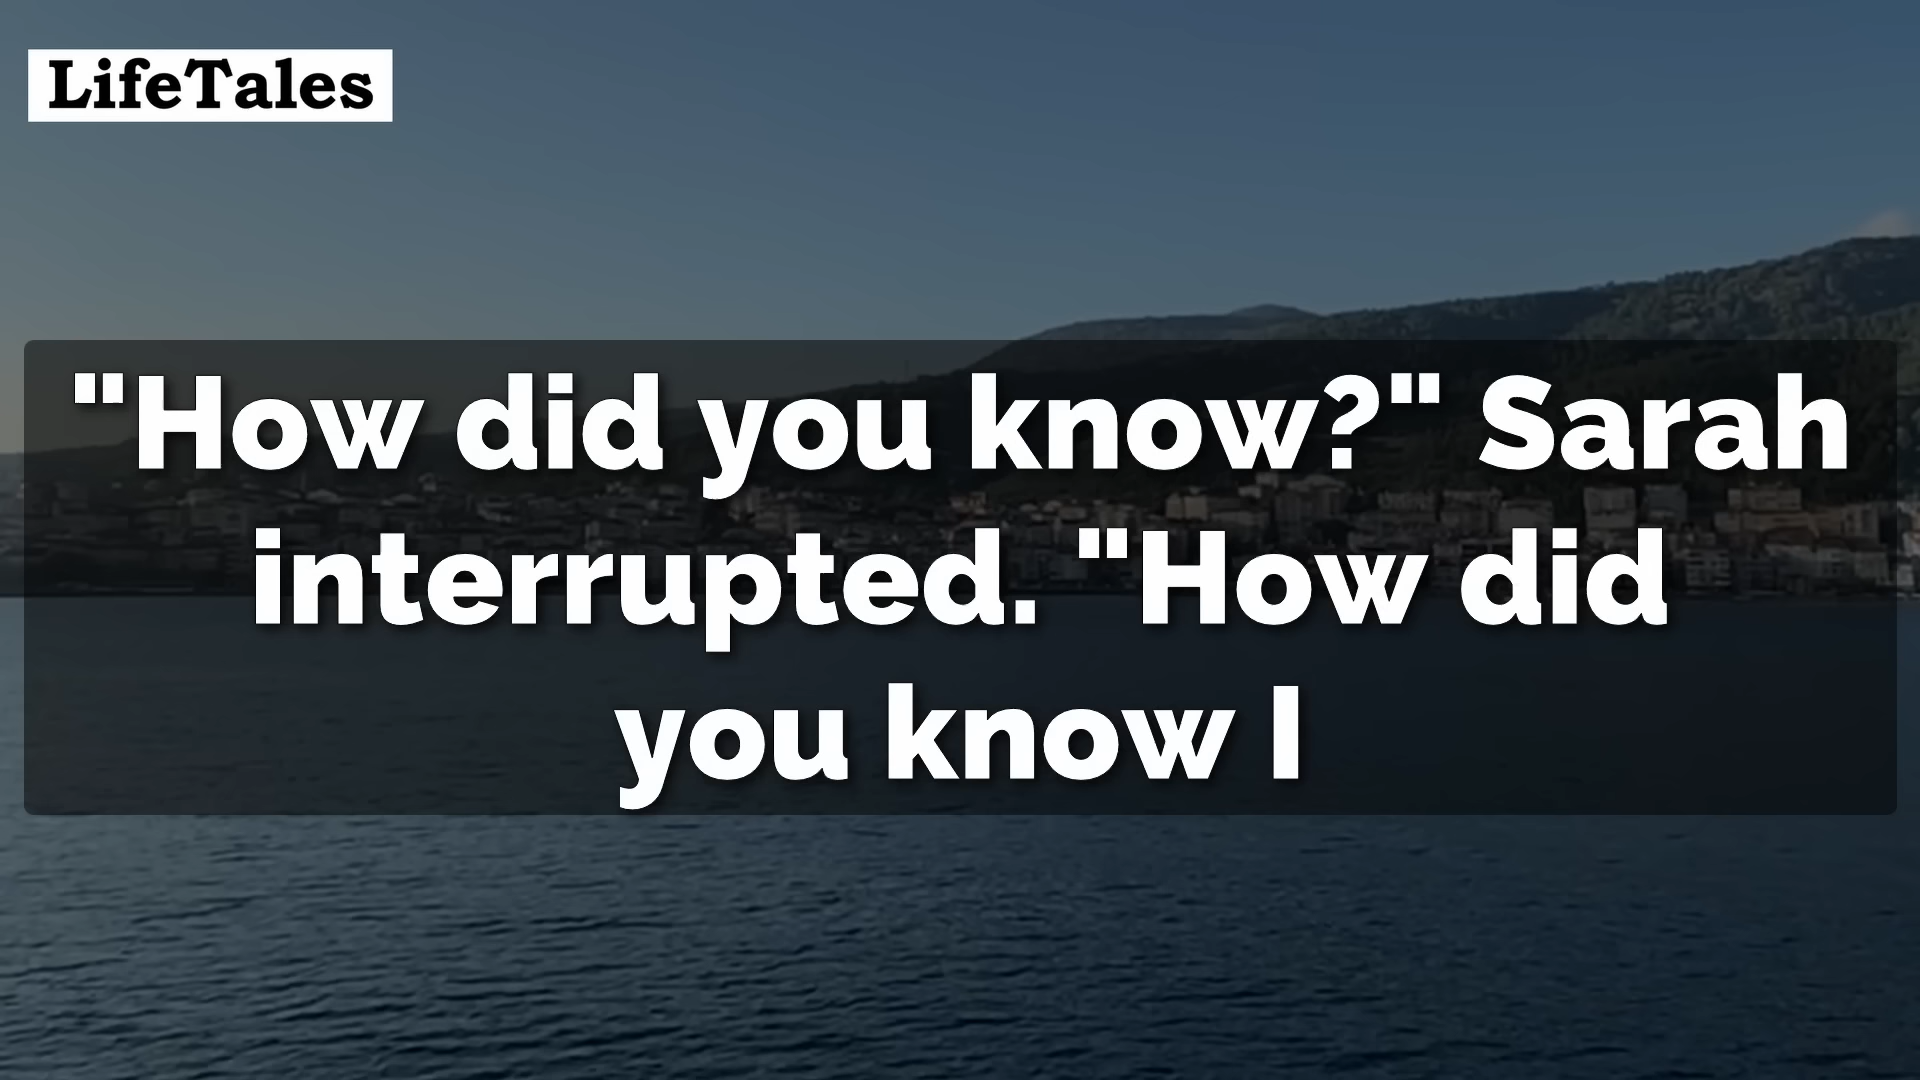 LifeTales
"How did you know?" Sarah
interrupted. "How did
you know I